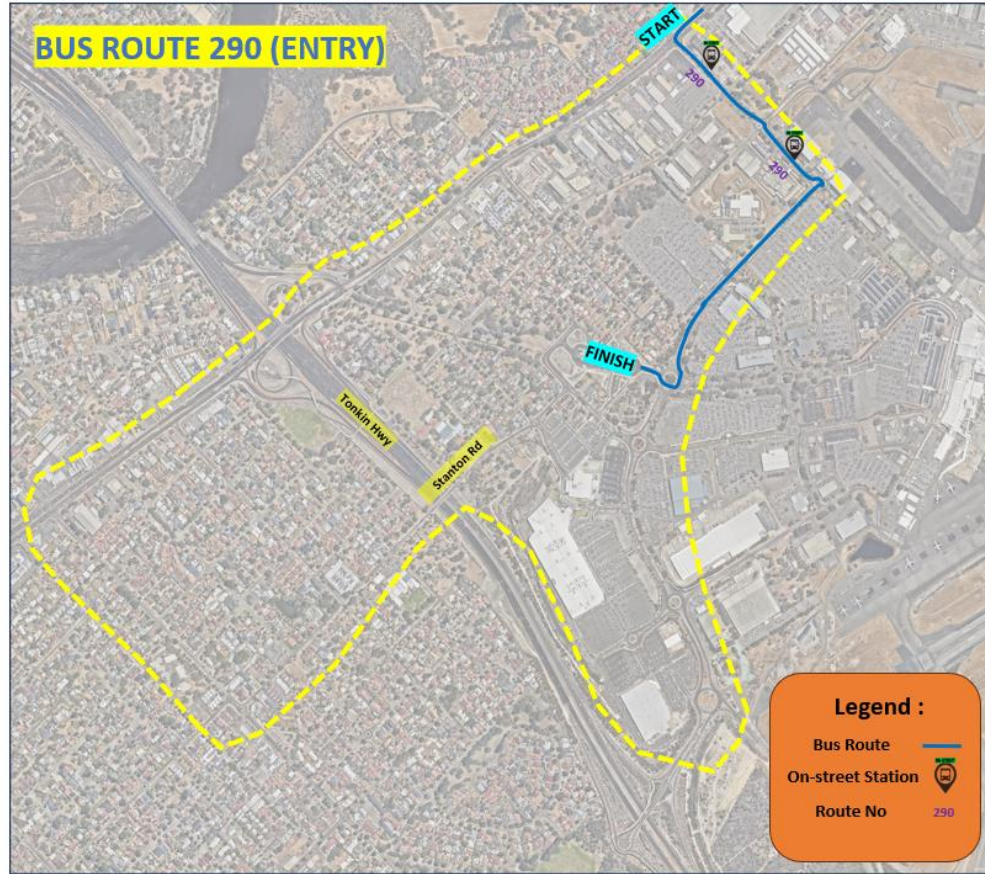 BUS ROUTE 290 (ENTRY)
START
290
290
FINISH
Tonkin Hwy
Stanton Rd
Legend :
Bus Route
On-street Station
Route No 290